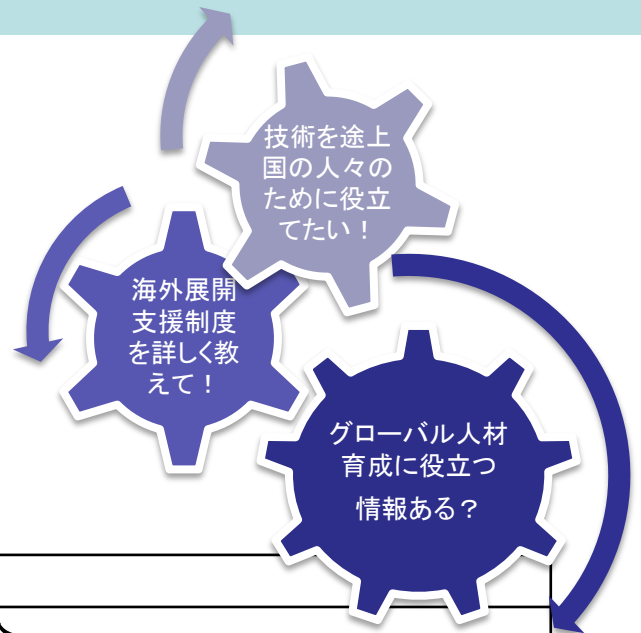 技術を途上
国の人々の
ために役立
てたい！
海外展開
支援制度
を詳しく教
えて！
グローバル人材
育成に役立つ
情報ある？